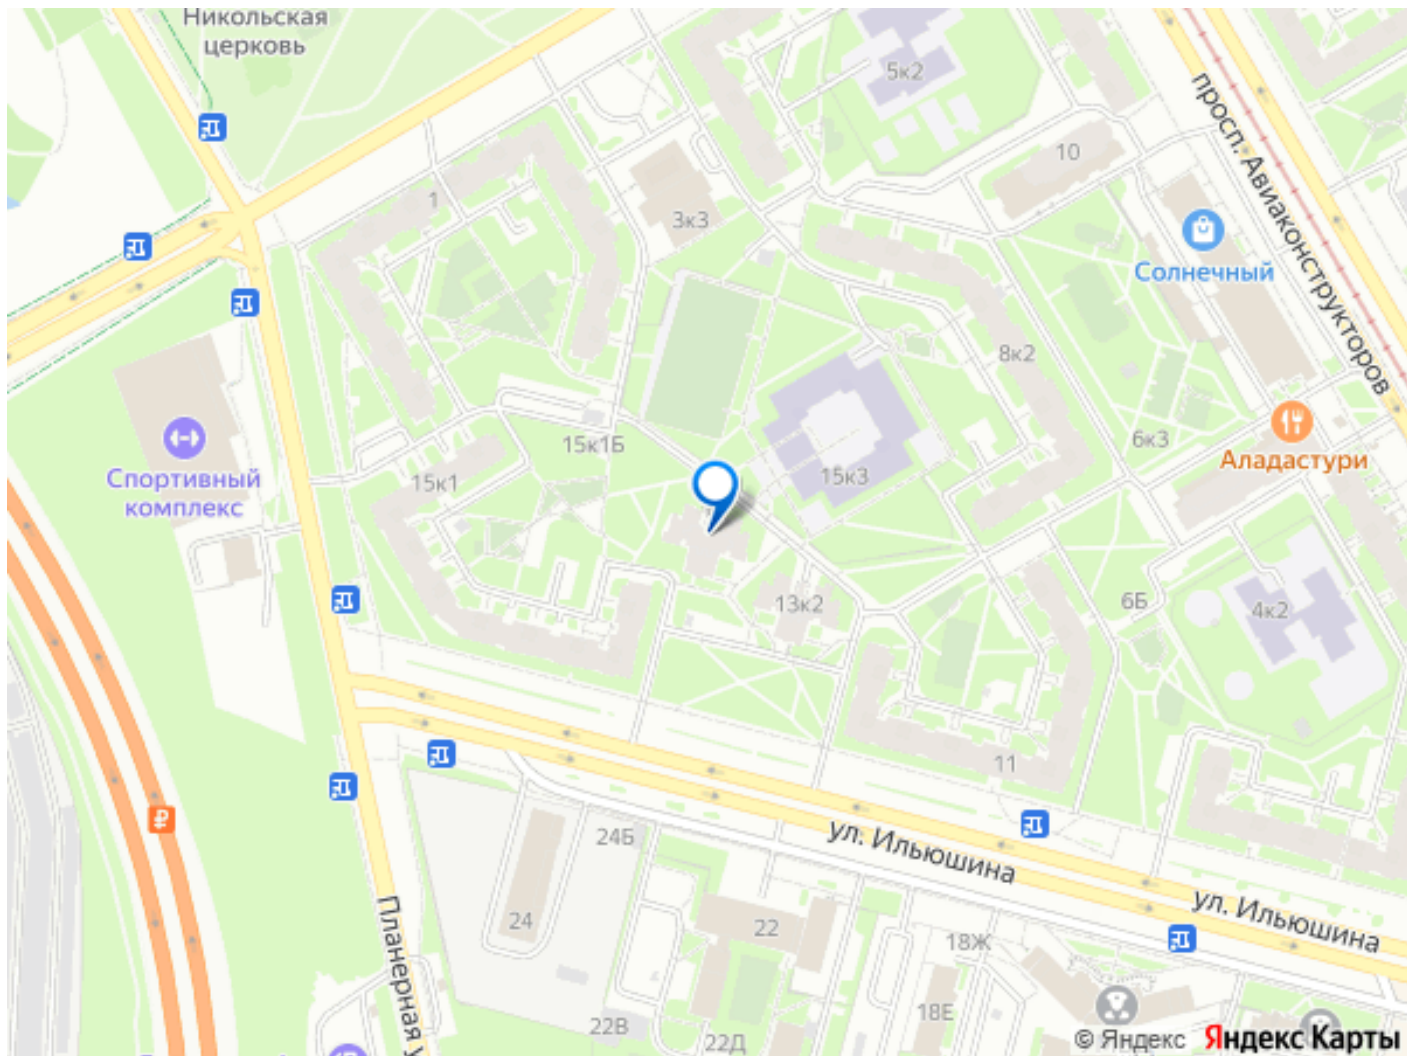 Никольская
церковь
5к2
просп. Авиаконструкторов
10
1
3к3
Солнечный
8к2
15к1Б
6к3
Аладастури
15к1
15к3
Спортивный
комплекс
13к2
6Б
4к2
11
24Б
ул. Ильюшина
ул. Ильюшина
Планерная у
24
22
18Ж
22В
18Е
22Д
© Яндекс Яндекс Карты